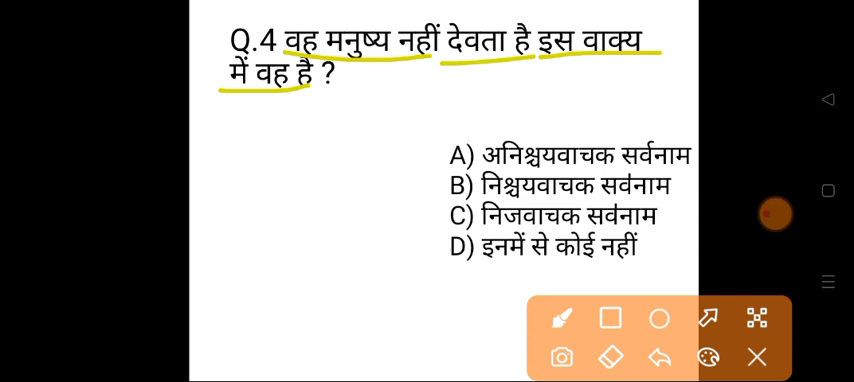 Q.4 वह मनुष्य नहीं देवता है इस वाक्य
में वह है ?
A) अनिश्चयवाचक सर्वनाम
B) निश्चयवाचक सर्वनाम
C) निजवाचक सर्वनाम
D) इनमें से कोई नहीं